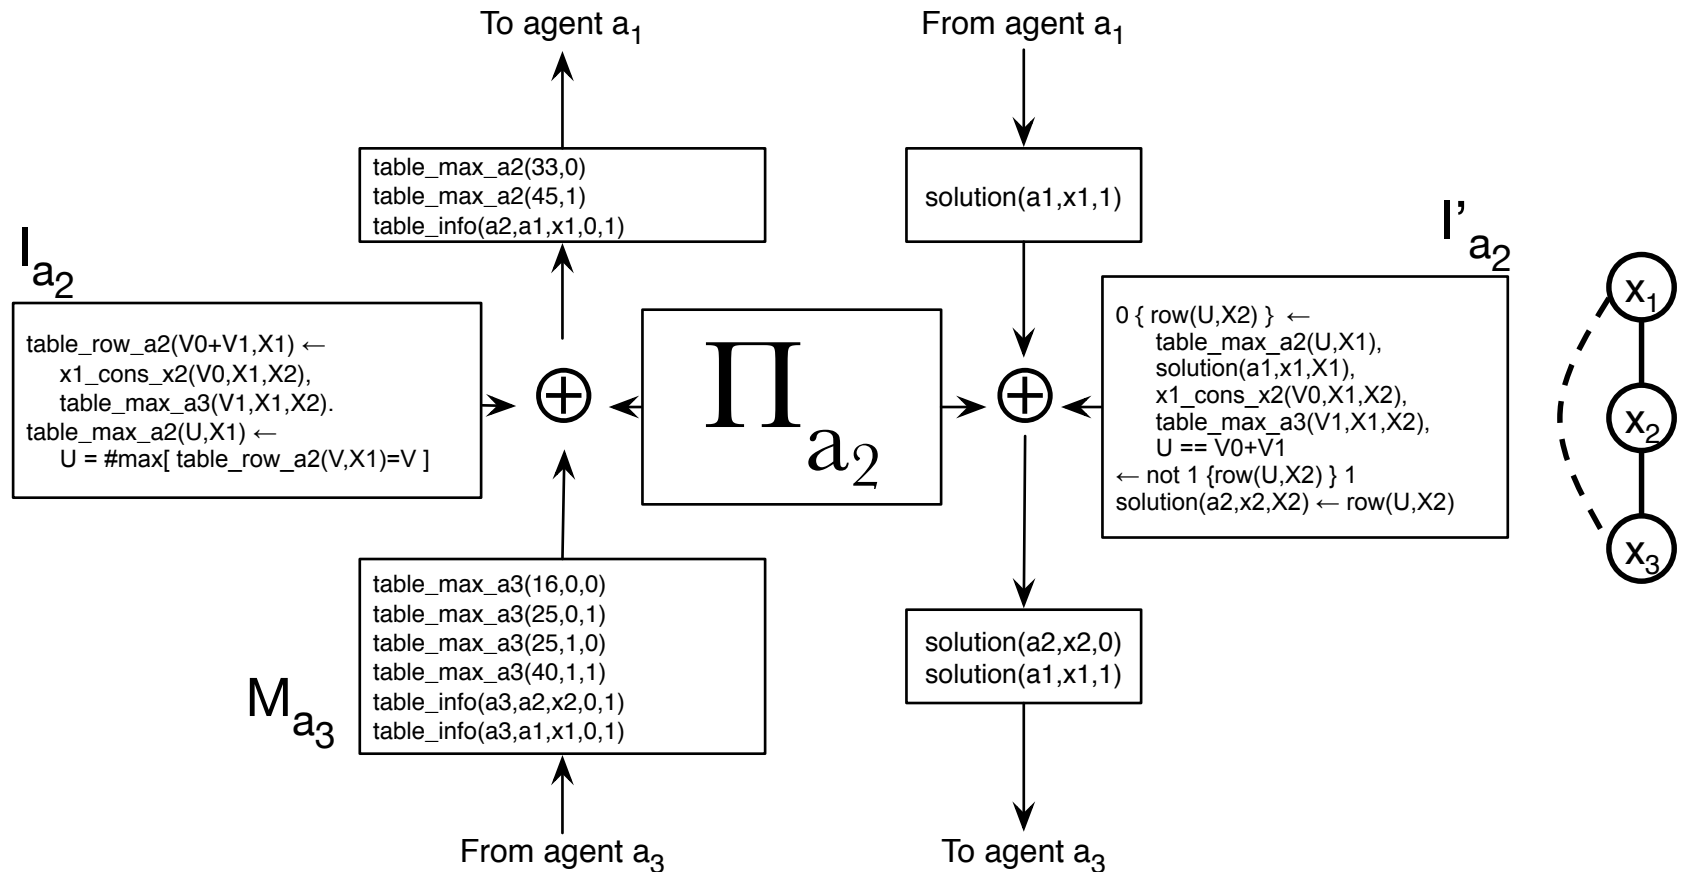 To agent a1
From agent a1
table_max_a2(33,0)
table_max_a2(45,1)
table_info(a2,a1,x1,0,1)
solution(a1,x1,1)
Ia2
I’a2
table_row_a2(V0+V1,X1) ←
x1_cons_x2(V0,X1,X2),
table_max_a3(V1,X1,X2).
table_max_a2(U,X1) ←
U = #max[ table_row_a2(V,X1)=V ]
⊕
Πa2
⊕
0 { row(U,X2) } ←
table_max_a2(U,X1),
solution(a1,x1,X1),
x1_cons_x2(V0,X1,X2),
table_max_a3(V1,X1,X2),
U == V0+V1
← not 1 {row(U,X2) } 1
solution(a2,x2,X2) ← row(U,X2)
x1
x2
x3
Ma3
table_max_a3(16,0,0)
table_max_a3(25,0,1)
table_max_a3(25,1,0)
table_max_a3(40,1,1)
table_info(a3,a2,x2,0,1)
table_info(a3,a1,x1,0,1)
solution(a2,x2,0)
solution(a1,x1,1)
From agent a3
To agent a3